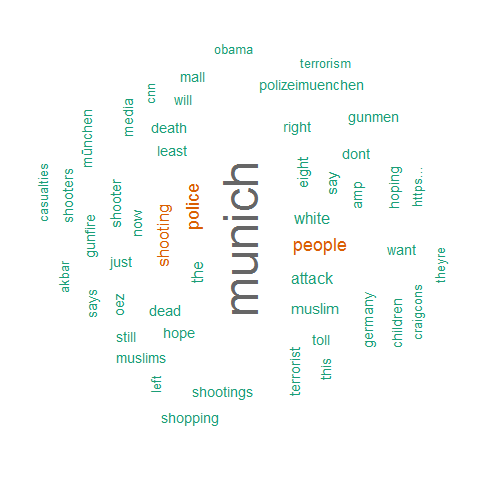 obama
terrorism
mall
polizeimuenchen
cnn
will
media
gunmen
death
right
münchen
least
dont
eight
say
amp
hoping
https...
casualties
shooters
shooter
now
gunfire
shooting
police
munich
white
people
want
theyre
akbar
just
the
attack
says
oez
dead
muslim
germany
children
craigcons
still
hope
toll
muslims
terrorist
this
left
shootings
shopping